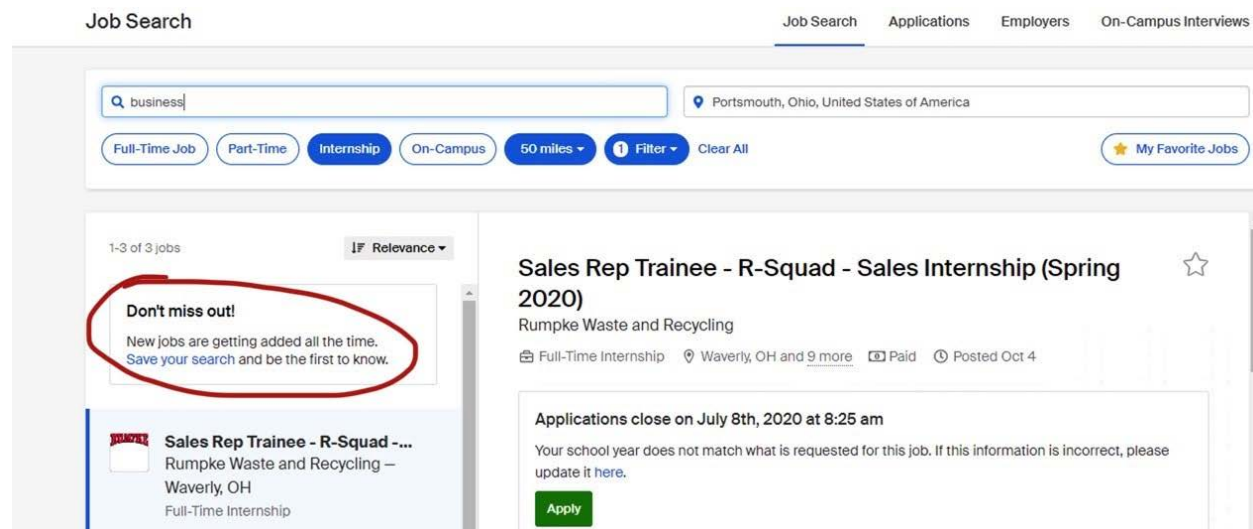 Job Search
Job Search Applications Employers On-Campus Interviews
business
Portsmouth, Ohio, United States of America
Full-Time Job Part-Time Internship On-Campus 50 miles 1 Filter Clear All My Favorite Jobs
1-3 of 3 jobs
Relevance
Don't miss out!
New jobs are getting added all the time.
Save your search and be the first to know.
RUMPKE
Sales Rep Trainee - R-Squad -...
Rumpke Waste and Recycling —
Waverly, OH
Full-Time Internship
Sales Rep Trainee - R-Squad - Sales Internship (Spring
2020)
Rumpke Waste and Recycling
Full-Time Internship Waverly, OH and 9 more Paid Posted Oct 4
Applications close on July 8th, 2020 at 8:25 am
Your school year does not match what is requested for this job. If this information is incorrect, please
update it here.
Apply